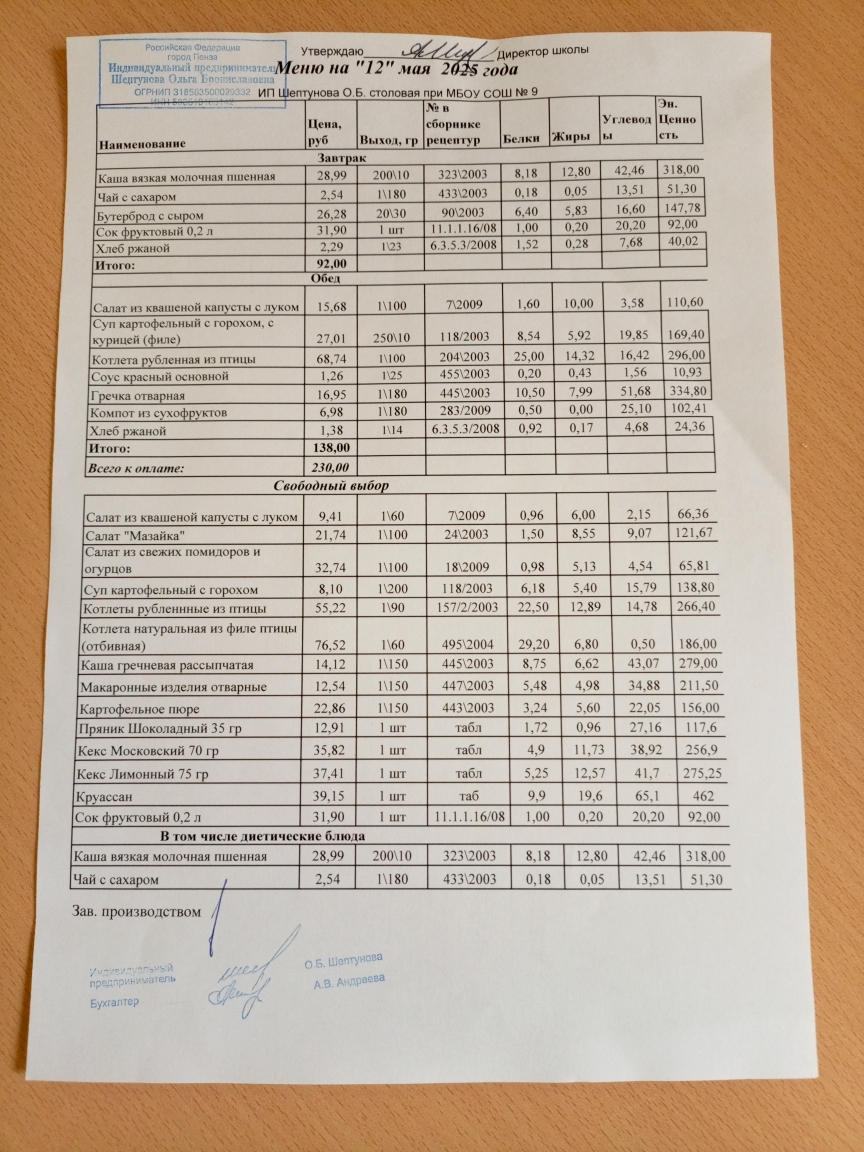 Российская Федерация
город Пенза
Индивидуальный предприниматель
Шептунова Ольга Брониславовна
ОГРНИП
ИНН
Утверждаю Директор школы
Меню на "12" мая 2025 года
ИП Шептунова О.Б. столовая при МБОУ СОШ № 9
Наименование Цена, руб Выход, гр № в сборнике рецептур Белки Жиры Углеводы Эн. Ценность
Завтрак
Каша вязкая молочная пшенная 28,99 200\10 323\2003 8,18 12,80 42,46 318,00
Чай с сахаром 2,54 1\180 433\2003 0,18 0,05 13,51 51,30
Бутерброд с сыром 26,28 20\30 90\2003 6,40 5,83 16,60 147,78
Сок фруктовый 0,2 л 31,90 1 шт 11.1.1.16/08 1,00 0,20 20,20 92,00
Хлеб ржаной 2,29 1\23 6.3.5.3/2008 1,52 0,28 7,68 40,02
Итого: 92,00
Обед
Салат из квашеной капусты с луком 15,68 1\100 7\2009 1,60 10,00 3,58 110,60
Суп картофельный с горохом, с
курицей (филе) 27,01 250\10 118/2003 8,54 5,92 19,85 169,40
Котлета рубленная из птицы 68,74 1\100 204\2003 25,00 14,32 16,42 296,00
Соус красный основной 1,26 1\25 455\2003 0,20 0,43 1,56 10,93
Гречка отварная 16,95 1\180 445\2003 10,50 7,99 51,68 334,80
Компот из сухофруктов 6,98 1\180 283/2009 0,50 0,00 25,10 102,41
Хлеб ржаной 1,38 1\14 6.3.5.3/2008 0,92 0,17 4,68 24,36
Итого: 138,00
Всего к оплате: 230,00
Свободный выбор
Салат из квашеной капусты с луком 9,41 1\60 7\2009 0,96 6,00 2,15 66,36
Салат "Мазайка" 21,74 1\100 24\2003 1,50 8,55 9,07 121,67
Салат из свежих помидоров и
огурцов 32,74 1\100 18\2009 0,98 5,13 4,54 65,81
Суп картофельный с горохом 8,10 1\200 118/2003 6,18 5,40 15,79 138,80
Котлеты рубленнные из птицы 55,22 1\90 157/2/2003 22,50 12,89 14,78 266,40
Котлета натуральная из филе птицы
(отбивная) 76,52 1\60 495\2004 29,20 6,80 0,50 186,00
Каша гречневая рассыпчатая 14,12 1\150 445\2003 8,75 6,62 43,07 279,00
Макаронные изделия отварные 12,54 1\150 447\2003 5,48 4,98 34,88 211,50
Картофельное пюре 22,86 1\150 443\2003 3,24 5,60 22,05 156,00
Пряник Шоколадный 35 гр 12,91 1 шт табл 1,72 0,96 27,16 117,6
Кекс Московский 70 гр 35,82 1 шт табл 4,9 11,73 38,92 256,9
Кекс Лимонный 75 гр 37,41 1 шт табл 5,25 12,57 41,7 275,25
Круассан 39,15 1 шт таб 9,9 19,6 65,1 462
Сок фруктовый 0,2 л 31,90 1 шт 11.1.1.16/08 1,00 0,20 20,20 92,00
В том числе диетические блюда
Каша вязкая молочная пшенная 28,99 200\10 323\2003 8,18 12,80 42,46 318,00
Чай с сахаром 2,54 1\180 433\2003 0,18 0,05 13,51 51,30
Зав. производством
Индивидуальный
предприниматель О.Б. Шептунова
Бухгалтер А.В. Андреева